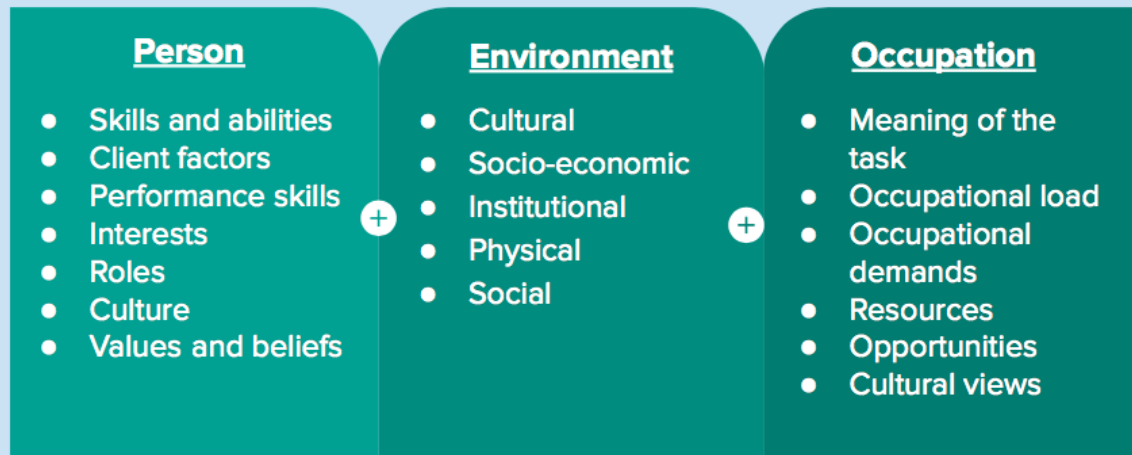 Person
● Skills and abilities
● Client factors
● Performance skills
● Interests
● Roles
● Culture
● Values and beliefs
+
Environment
● Cultural
● Socio-economic
● Institutional
● Physical
● Social
+
Occupation
● Meaning of the
task
● Occupational load
● Occupational
demands
● Resources
● Opportunities
● Cultural views